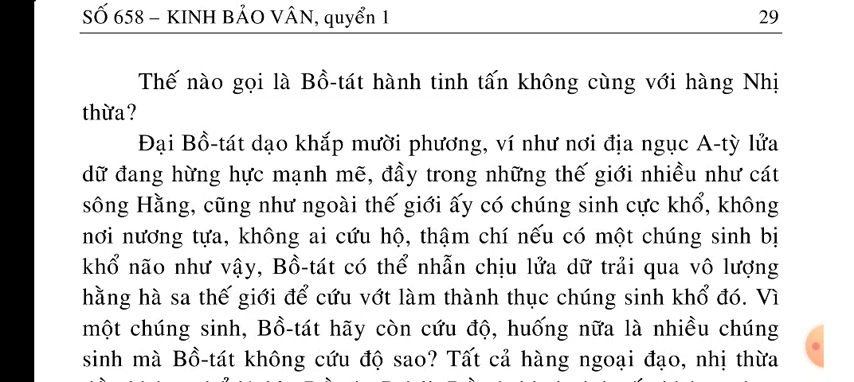 SỐ 658 – KINH BẢO VÂN, quyển 1 29
Thế nào gọi là Bồ-tát hành tinh tấn không cùng với hàng Nhị
thừa?
Đại Bồ-tát dạo khắp mười phương, ví như nơi địa ngục A-tỳ lửa
dữ đang hừng hực mạnh mẽ, đầy trong những thế giới nhiều như cát
sông Hằng, cũng như ngoài thế giới ấy có chúng sinh cực khổ, không
nơi nương tựa, không ai cứu hộ, thậm chí nếu có một chúng sinh bị
khổ não như vậy, Bồ-tát có thể nhẫn chịu lửa dữ trải qua vô lượng
hằng hà sa thế giới để cứu vớt làm thành thục chúng sinh khổ đó. Vì
một chúng sinh, Bồ-tát hãy còn cứu độ, huống nữa là nhiều chúng
sinh mà Bồ-tát không cứu độ sao? Tất cả hàng ngoại đạo, nhị thừa